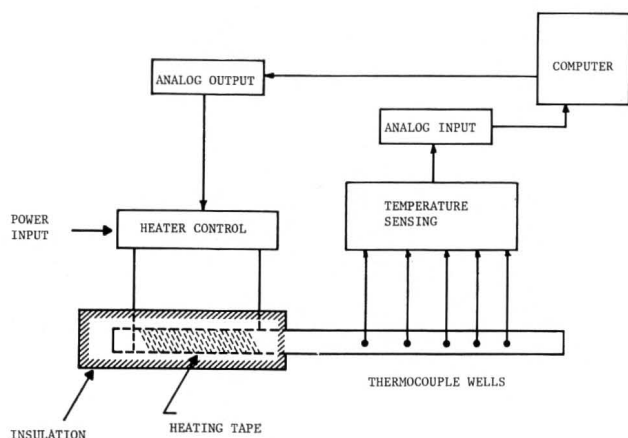 COMPUTER
ANALOG OUTPUT
ANALOG INPUT
TEMPERATURE
SENSING
POWER
INPUT
HEATER CONTROL
THERMOCOUPLE WELLS
HEATING TAPE
INSULATION